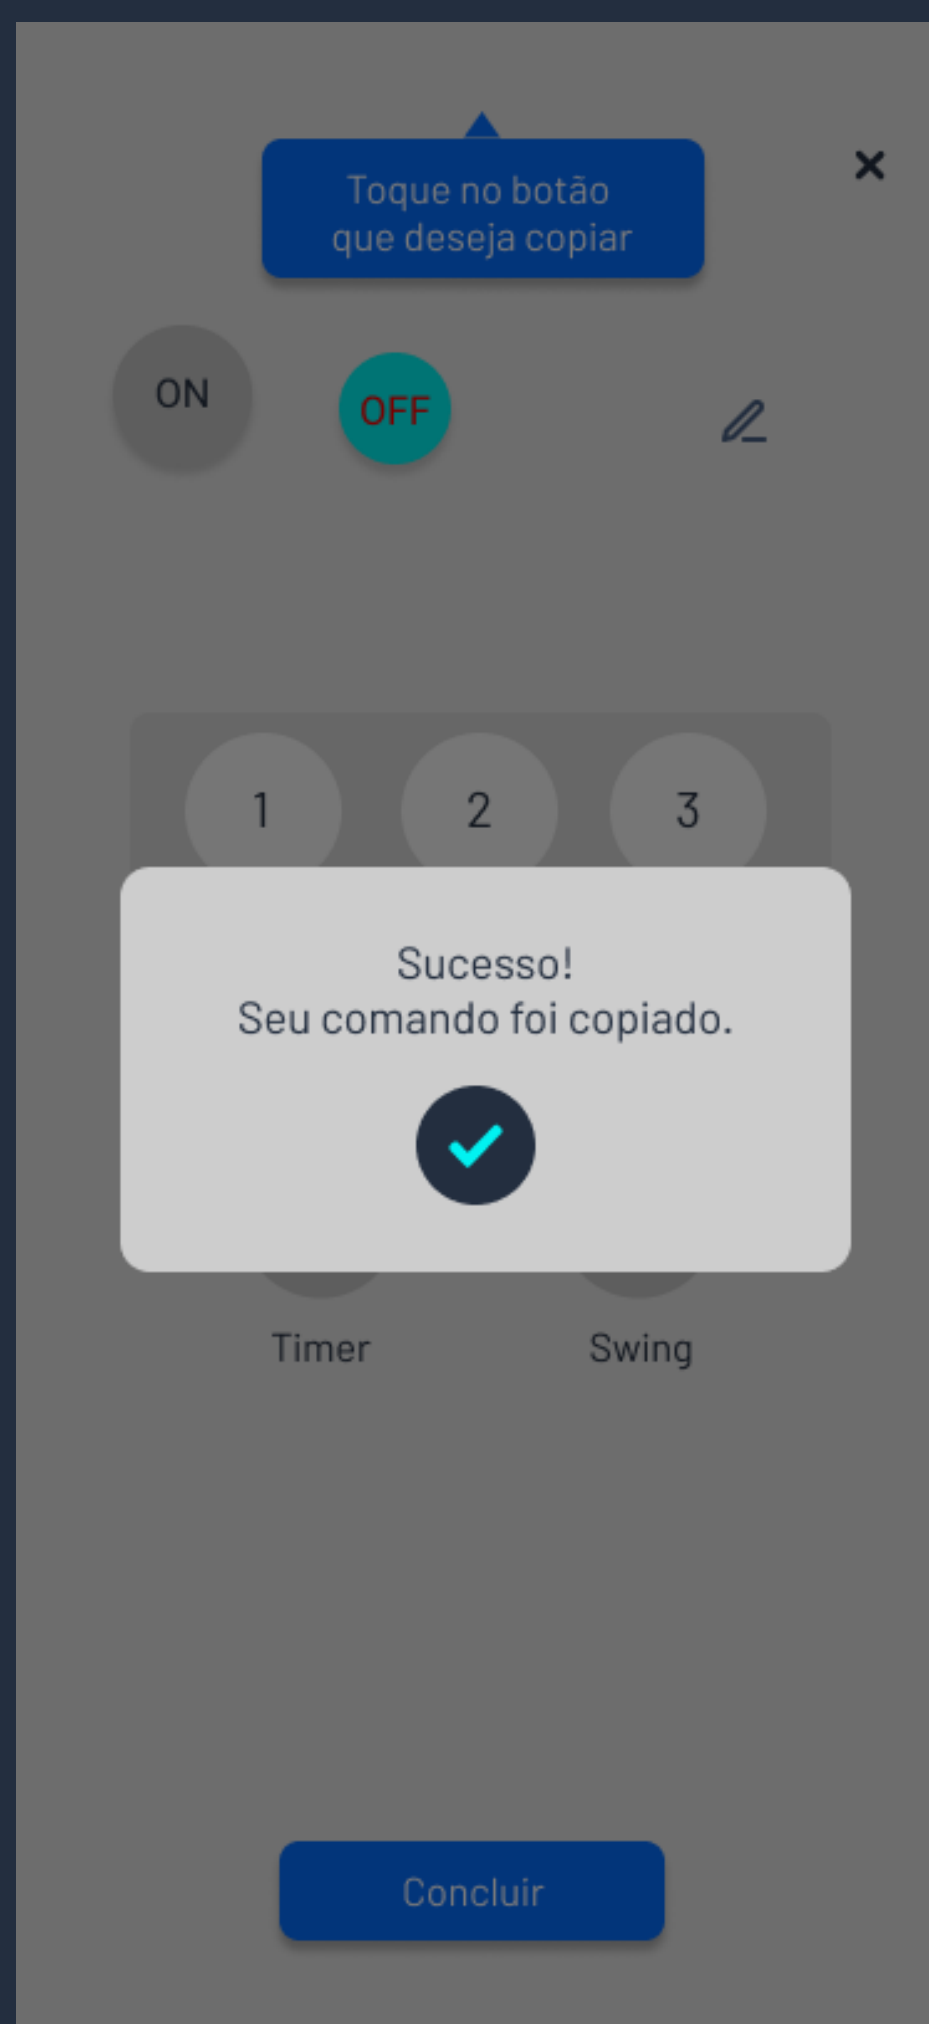 Toque no botão
que deseja copiar
ON
OFF
1
2
3
Sucesso!
Seu comando foi copiado.
Timer
Swing
Concluir